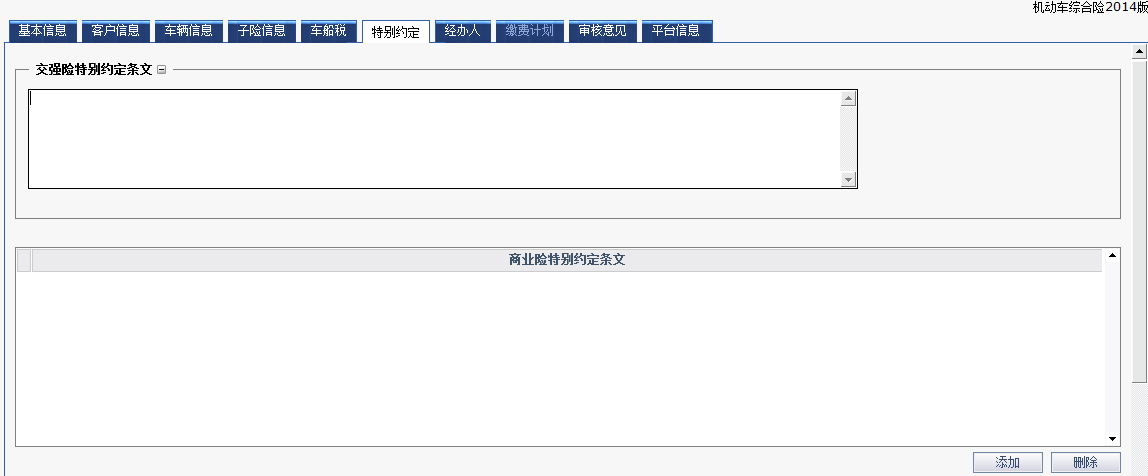 机动车综合险2014版
基本信息 客户信息 车辆信息 子险信息 车船税 特别约定 经办人 缴费计划 审核意见 平台信息
交强险特别约定条文
商业险特别约定条文
添加 删除